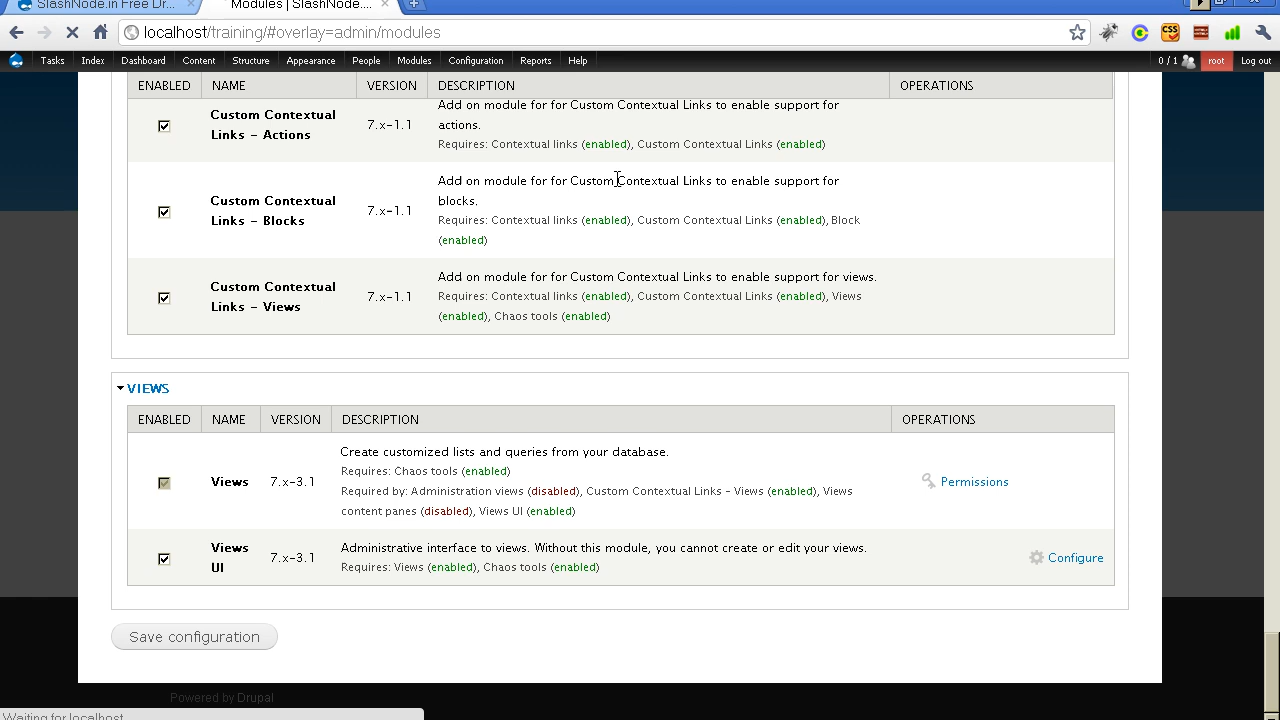 SlashNode.in Free Dr...
Modules | SlashNode....
localhost/training/#overlay=admin/modules
Tasks Index Dashboard Content Structure Appearance People Modules Configuration Reports Help 0 / 1 root Log out
ENABLED NAME VERSION DESCRIPTION OPERATIONS
Custom Contextual Links – Actions
7.x-1.1
Add on module for for Custom Contextual Links to enable support for
actions.
Requires: Contextual links (enabled), Custom Contextual Links (enabled)
Custom Contextual Links – Blocks
7.x-1.1
Add on module for for Custom Contextual Links to enable support for
blocks.
Requires: Contextual links (enabled), Custom Contextual Links (enabled), Block
(enabled)
Custom Contextual Links – Views
7.x-1.1
Add on module for for Custom Contextual Links to enable support for views.
Requires: Contextual links (enabled), Custom Contextual Links (enabled), Views
(enabled), Chaos tools (enabled)
VIEWS
ENABLED NAME VERSION DESCRIPTION OPERATIONS
Views
7.x-3.1
Create customized lists and queries from your database.
Requires: Chaos tools (enabled)
Required by: Administration views (disabled), Custom Contextual Links – Views (enabled), Views
content panes (disabled), Views UI (enabled)
Permissions
Views UI
7.x-3.1
Administrative interface to views. Without this module, you cannot create or edit your views.
Requires: Views (enabled), Chaos tools (enabled)
Configure
Save configuration
Powered by Drupal
Waiting for localhost...